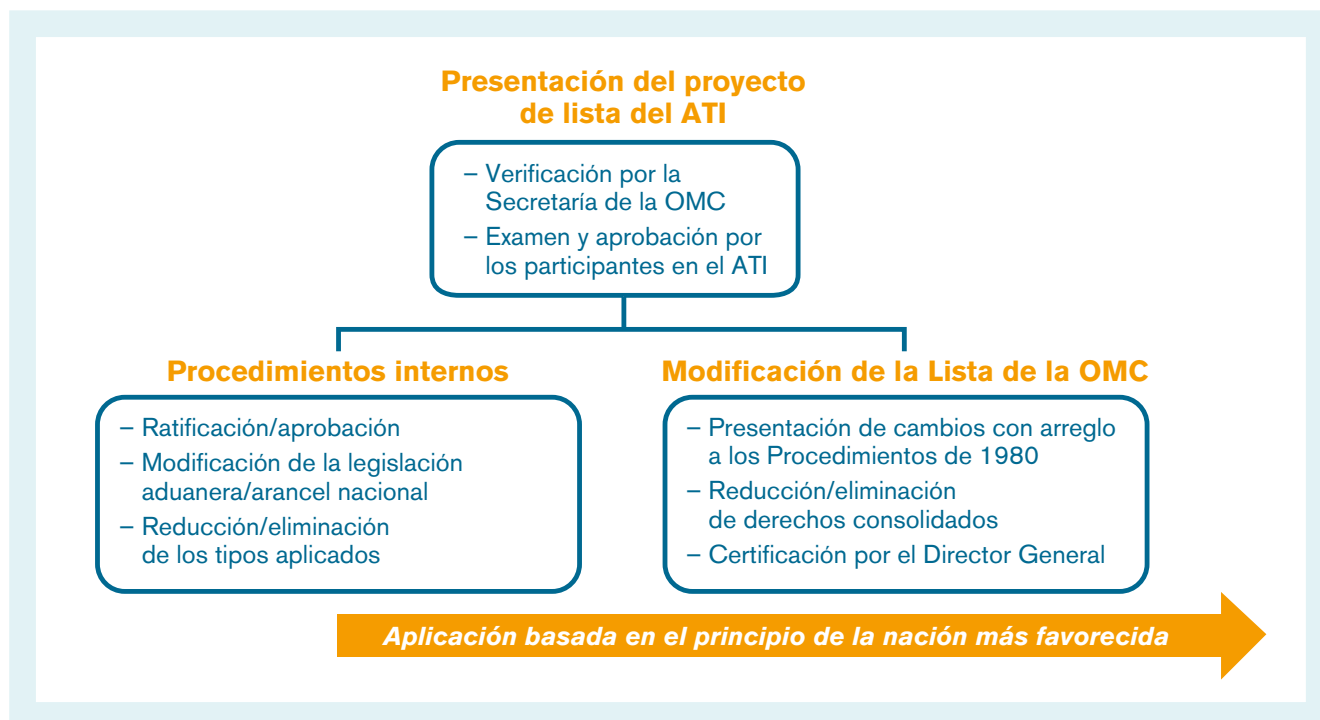 Presentación del proyecto
de lista del ATI
– Verificación por la
Secretaría de la OMC
– Examen y aprobación por
los participantes en el ATI
Procedimientos internos
– Ratificación/aprobación
– Modificación de la legislación
aduanera/arancel nacional
– Reducción/eliminación
de los tipos aplicados
Modificación de la Lista de la OMC
– Presentación de cambios con arreglo
a los Procedimientos de 1980
– Reducción/eliminación
de derechos consolidados
– Certificación por el Director General
Aplicación basada en el principio de la nación más favorecida